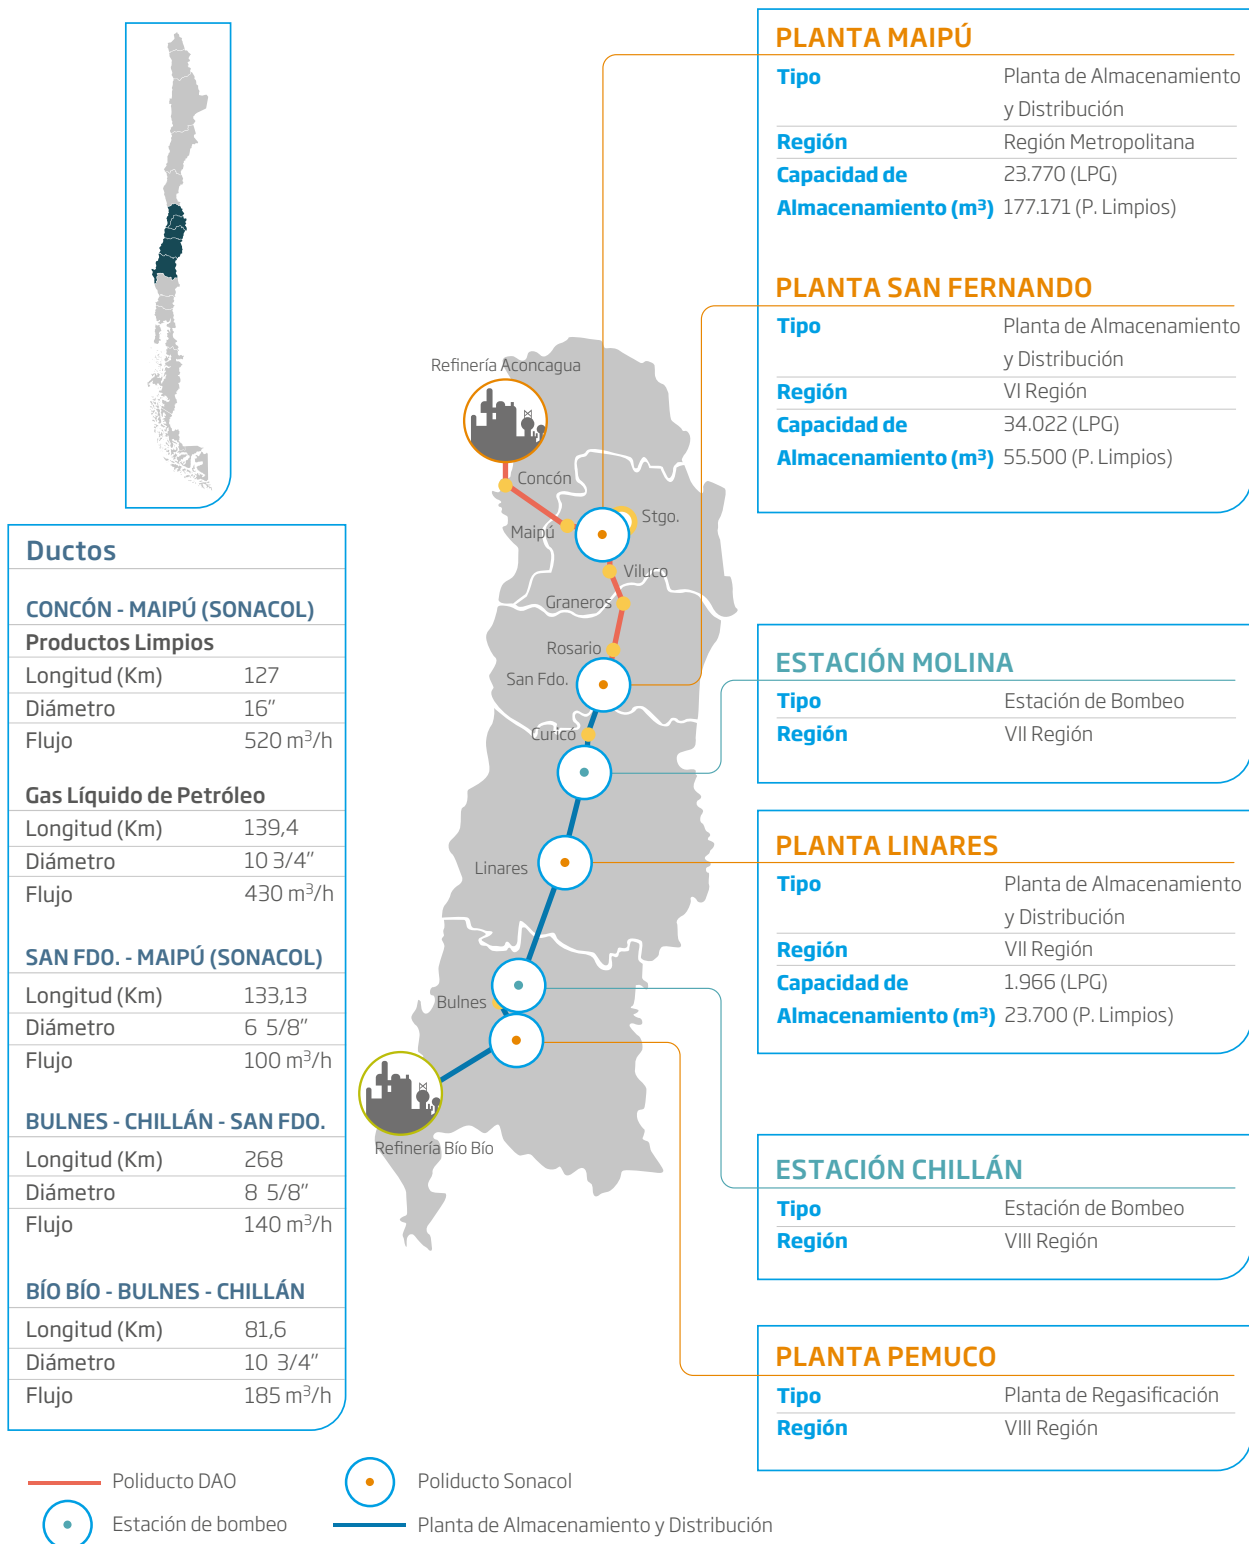 PLANTA MAIPÚ
Tipo Planta de Almacenamiento
y Distribución
Región Región Metropolitana
Capacidad de 23.770 (LPG)
Almacenamiento (m³) 177.171 (P. Limpios)
PLANTA SAN FERNANDO
Tipo Planta de Almacenamiento
y Distribución
Región VI Región
Capacidad de 34.022 (LPG)
Almacenamiento (m³) 55.500 (P. Limpios)
Refinería Aconcagua
Concón
Stgo.
Maipú
Viluco
Graneros
Rosario
San Fdo.
Curicó
Linares
Bulnes
Refinería Bío Bío
Ductos
CONCÓN - MAIPÚ (SONACOL)
Productos Limpios
Longitud (Km) 127
Diámetro 16”
Flujo 520 m³/h
Gas Líquido de Petróleo
Longitud (Km) 139,4
Diámetro 10 3/4”
Flujo 430 m³/h
SAN FDO. - MAIPÚ (SONACOL)
Longitud (Km) 133,13
Diámetro 6 5/8”
Flujo 100 m³/h
BULNES - CHILLÁN - SAN FDO.
Longitud (Km) 268
Diámetro 8 5/8”
Flujo 140 m³/h
BÍO BÍO - BULNES - CHILLÁN
Longitud (Km) 81,6
Diámetro 10 3/4”
Flujo 185 m³/h
ESTACIÓN MOLINA
Tipo Estación de Bombeo
Región VII Región
PLANTA LINARES
Tipo Planta de Almacenamiento
y Distribución
Región VII Región
Capacidad de 1.966 (LPG)
Almacenamiento (m³) 23.700 (P. Limpios)
ESTACIÓN CHILLÁN
Tipo Estación de Bombeo
Región VIII Región
PLANTA PEMUCO
Tipo Planta de Regasificación
Región VIII Región
Poliducto DAO Poliducto Sonacol
Estación de bombeo Planta de Almacenamiento y Distribución